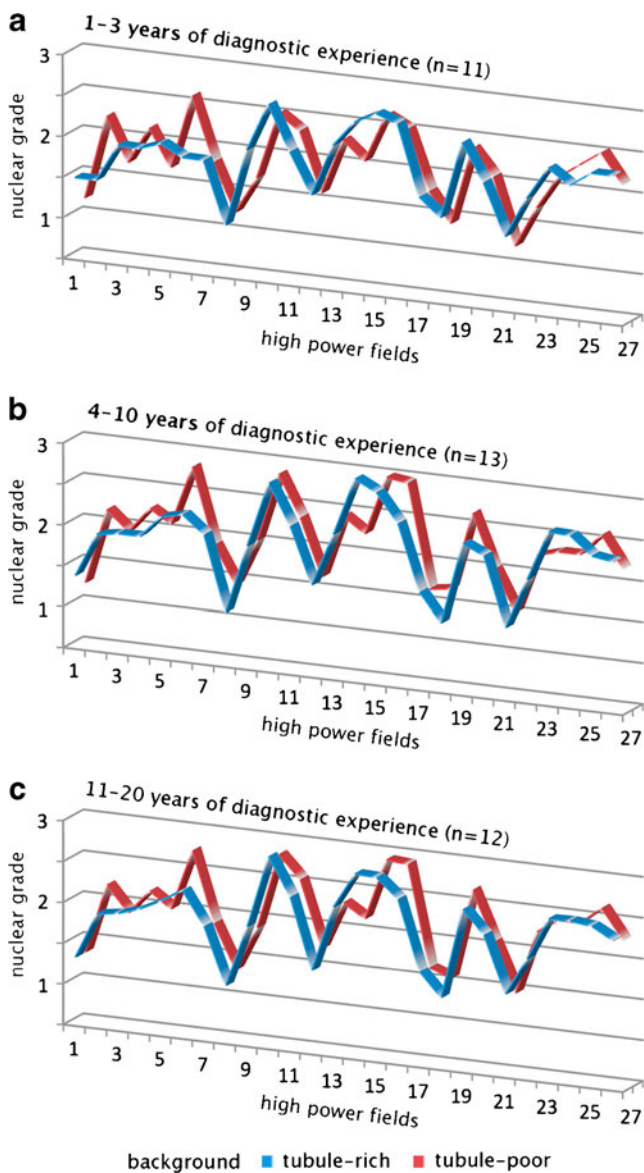 a
1–3 years of diagnostic experience (n=11)
3
2
1
nuclear grade
1 3 5 7 9 11 13 15 17 19 21 23 25 27
high power fields
b
4–10 years of diagnostic experience (n=13)
3
2
1
nuclear grade
1 3 5 7 9 11 13 15 17 19 21 23 25 27
high power fields
c
11–20 years of diagnostic experience (n=12)
3
2
1
nuclear grade
1 3 5 7 9 11 13 15 17 19 21 23 25 27
high power fields
background tubule–rich tubule–poor